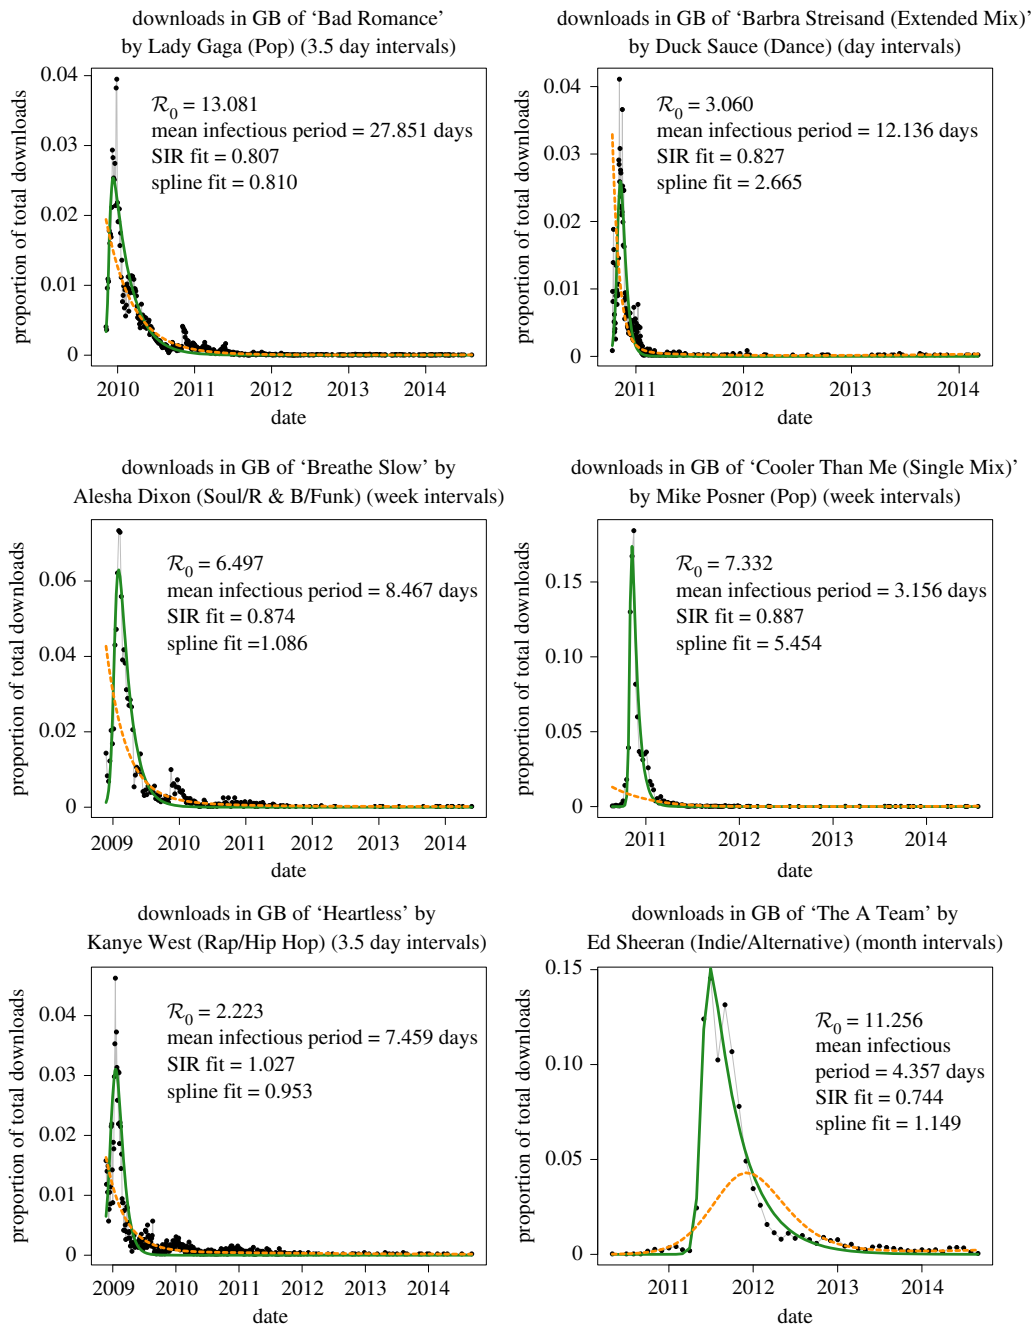 downloads in GB of ‘Bad Romance’
by Lady Gaga (Pop) (3.5 day intervals)
proportion of total downloads
0.04
0.03
0.02
0.01
0
R0 = 13.081
mean infectious period = 27.851 days
SIR fit = 0.807
spline fit = 0.810
2010 2011 2012 2013 2014
date
downloads in GB of ‘Barbra Streisand (Extended Mix)’
by Duck Sauce (Dance) (day intervals)
proportion of total downloads
0.04
0.03
0.02
0.01
0
R0 = 3.060
mean infectious period = 12.136 days
SIR fit = 0.827
spline fit = 2.665
2011 2012 2013 2014
date
downloads in GB of ‘Breathe Slow’ by
Alesha Dixon (Soul/R & B/Funk) (week intervals)
proportion of total downloads
0.06
0.04
0.02
0
R0 = 6.497
mean infectious period = 8.467 days
SIR fit = 0.874
spline fit =1.086
2009 2010 2011 2012 2013 2014
date
downloads in GB of ‘Cooler Than Me (Single Mix)’
by Mike Posner (Pop) (week intervals)
proportion of total downloads
0.15
0.10
0.05
0
R0 = 7.332
mean infectious period = 3.156 days
SIR fit = 0.887
spline fit = 5.454
2011 2012 2013 2014
date
downloads in GB of ‘Heartless’ by
Kanye West (Rap/Hip Hop) (3.5 day intervals)
proportion of total downloads
0.04
0.03
0.02
0.01
0
R0 = 2.223
mean infectious period = 7.459 days
SIR fit = 1.027
spline fit = 0.953
2009 2010 2011 2012 2013 2014
date
downloads in GB of ‘The A Team’ by
Ed Sheeran (Indie/Alternative) (month intervals)
proportion of total downloads
0.15
0.10
0.05
0
R0 = 11.256
mean infectious
period = 4.357 days
SIR fit = 0.744
spline fit = 1.149
2011 2012 2013 2014
date